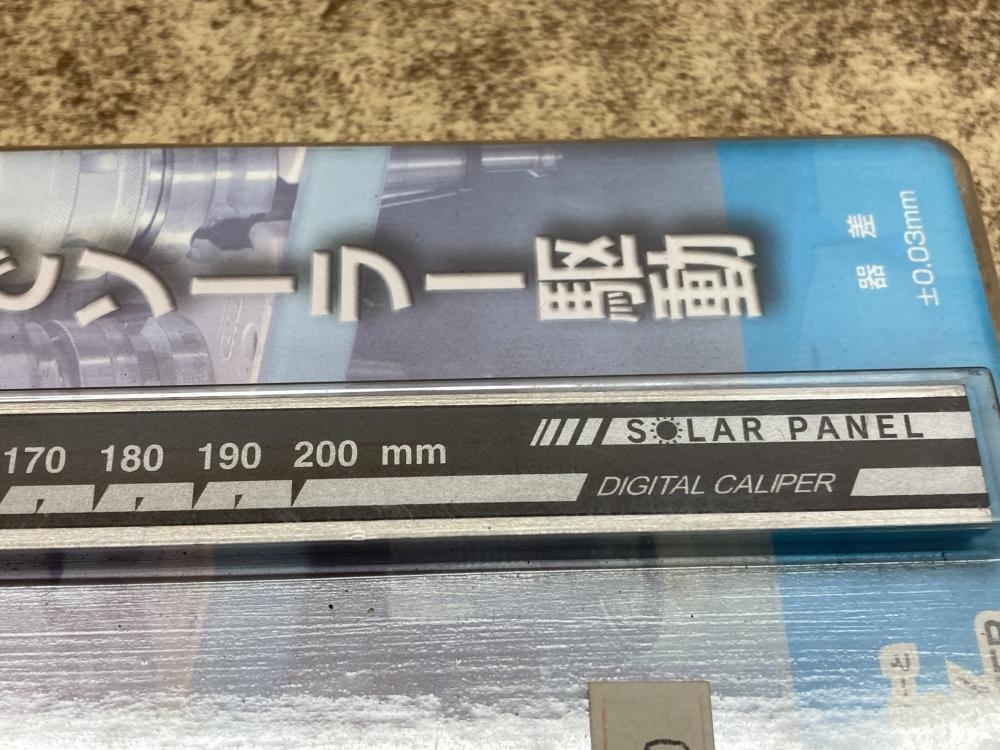 ソーラー駆動
器差
±0.03mm
170 180 190 200 mm
SOLAR PANEL
DIGITAL CALIPER